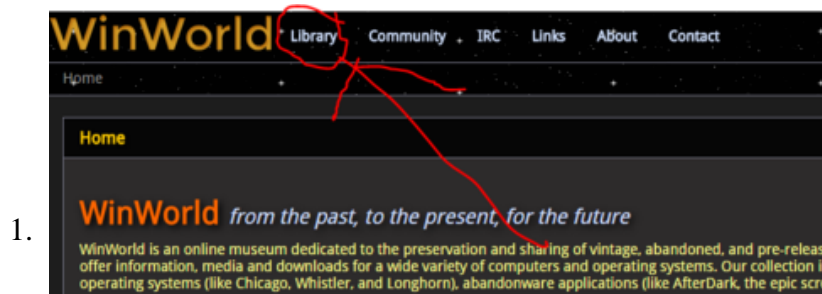 WinWorld Library Community IRC Links About Contact
Home
Home
1.
WinWorld from the past, to the present, for the future
WinWorld is an online museum dedicated to the preservation and sharing of vintage, abandoned, and pre-releas
offer information, media and downloads for a wide variety of computers and operating systems. Our collection i
operating systems (like Chicago, Whistler, and Longhorn), abandonware applications (like AfterDark, the epic scr